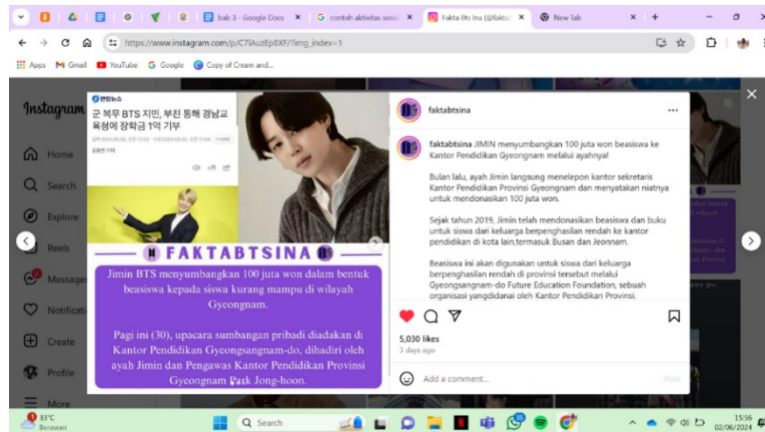 bab 3 - Google Docs
contoh aktivitas sosial
Fakta Bts Ina (@faktab
New Tab
https://www.instagram.com/p/C7lAuzEpEXF/?img_index=1
Apps
Gmail
YouTube
Google
Copy of Cream and...
Instagram
Home
Search
Explore
Reels
Message
Notificati
Create
Profile
More
연합뉴스
군 복무 BTS 지민, 부친 통해 경남교
육청에 장학금 1억 기부
FAKTABTSINA
Jimin BTS menyumbangkan 100 juta won dalam bentuk
beasiswa kepada siswa kurang mampu di wilayah
Gyeongnam.
Pagi ini (30), upacara sumbangan pribadi diadakan di
Kantor Pendidikan Gyeongsangnam-do, dihadiri oleh
ayah Jimin dan Pengawas Kantor Pendidikan Provinsi
Gyeongnam Park Jong-hoon.
faktabtsina
faktabtsina JIMIN menyumbangkan 100 juta won beasiswa ke
Kantor Pendidikan Gyeongnam melalui ayahnya!
Bulan lalu, ayah Jimin langsung menelepon kantor sekretaris
Kantor Pendidikan Provinsi Gyeongnam dan menyatakan niatnya
untuk mendonasikan 100 juta won.
Sejak tahun 2019, Jimin telah mendonasikan beasiswa dan buku
untuk siswa dari keluarga berpenghasilan rendah ke kantor
pendidikan di kota lain,termasuk Busan dan Jeonnam.
Beasiswa ini akan digunakan untuk siswa dari keluarga
berpenghasilan rendah di provinsi tersebut melalui
Gyeongsangnam-do Future Education Foundation, sebuah
organisasi yangdidanai oleh Kantor Pendidikan Provinsi.
5,030 likes
3 days ago
Add a comment...
Post
33°C
Berawan
Search
15:56
02/06/2024